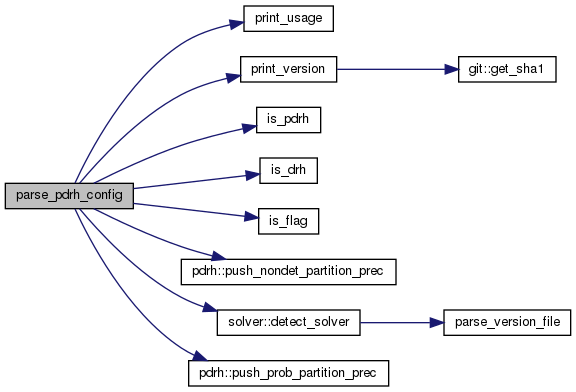 print_usage
print_version
git::get_sha1
is_pdrh
is_drh
parse_pdrh_config
is_flag
pdrh::push_nondet_partition_prec
solver::detect_solver
parse_version_file
pdrh::push_prob_partition_prec